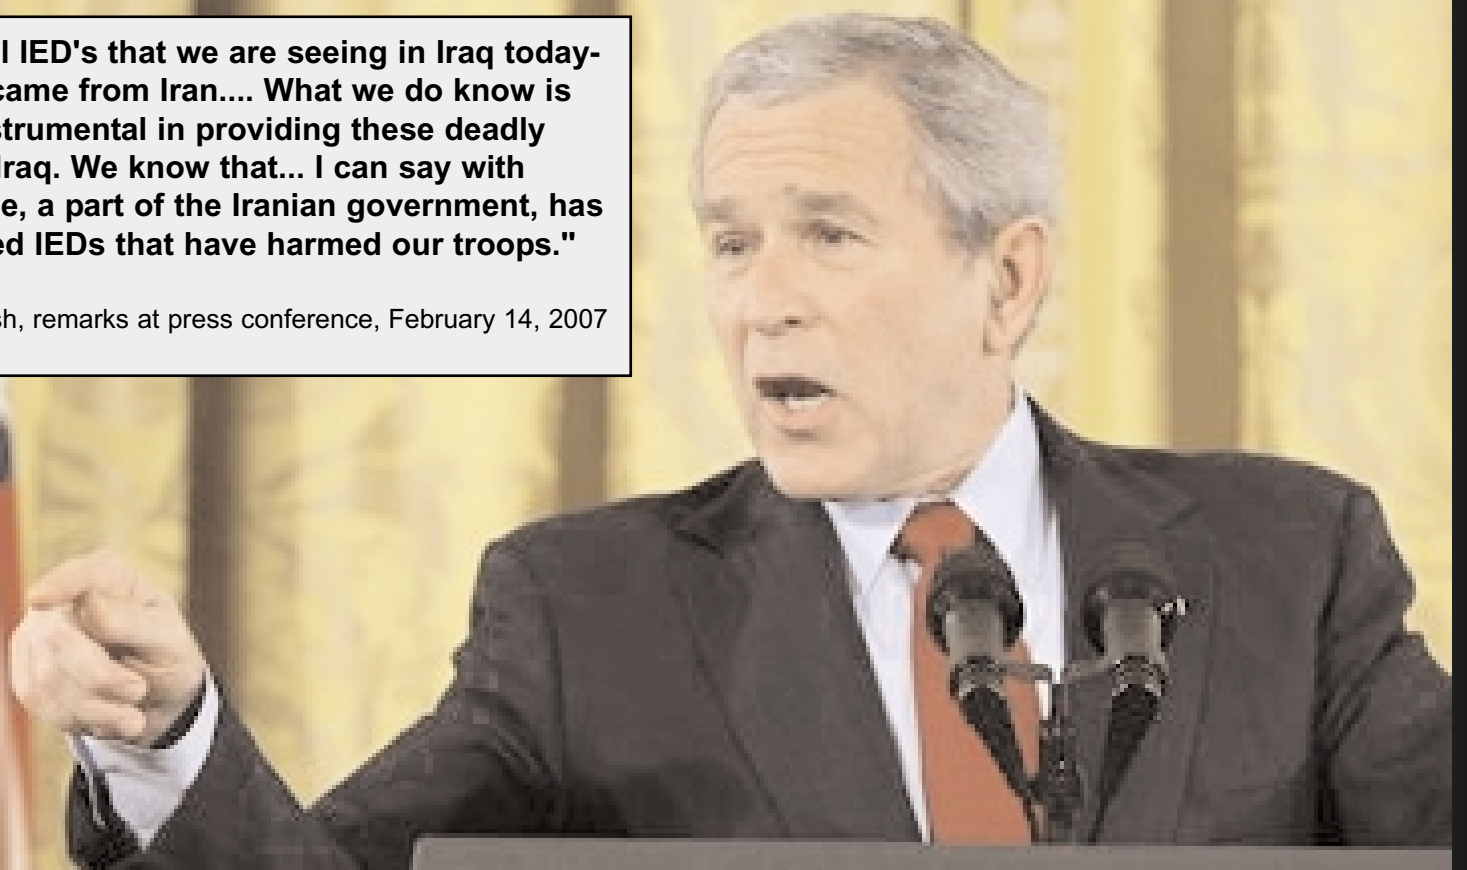 l IED's that we are seeing in Iraq today-
came from Iran.... What we do know is
strumental in providing these deadly
Iraq. We know that... I can say with
e, a part of the Iranian government, has
ed IEDs that have harmed our troops."
sh, remarks at press conference, February 14, 2007